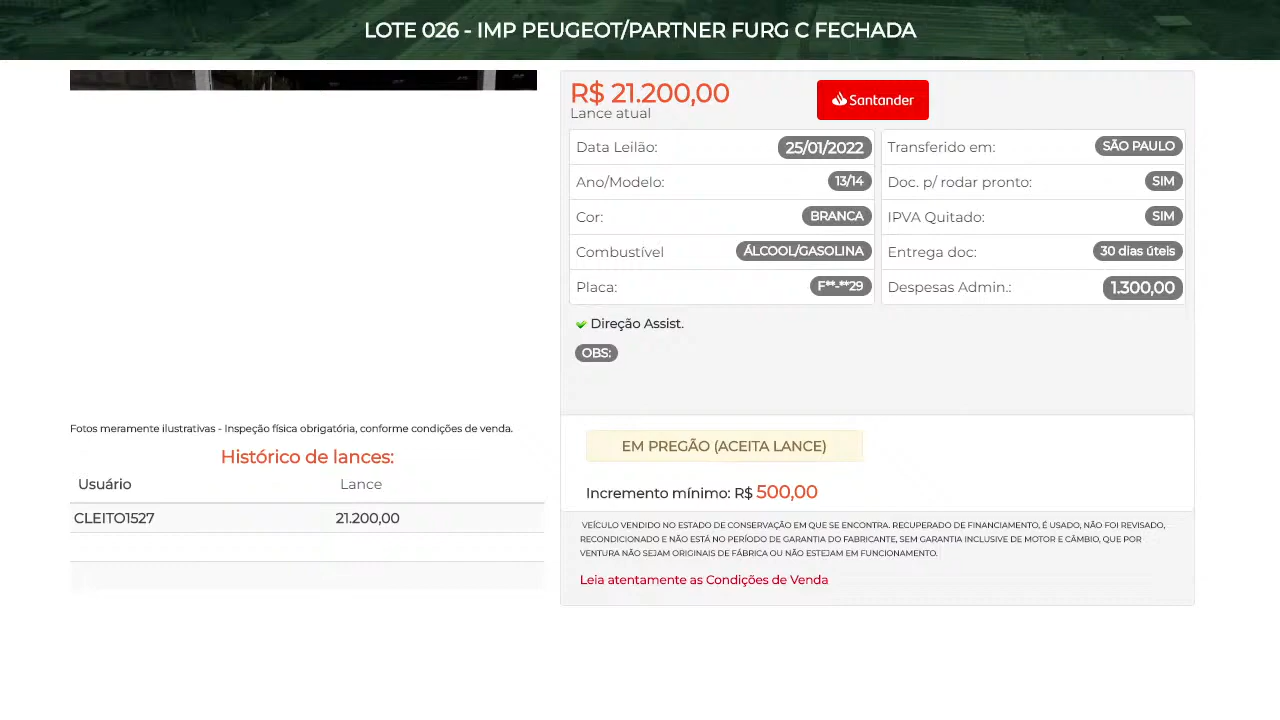 LOTE 026 - IMP PEUGEOT/PARTNER FURG C FECHADA
Fotos meramente ilustrativas - Inspeção física obrigatória, conforme condições de venda.
Histórico de lances:
Usuário Lance
CLEITO1527 21.200,00
R$ 21.200,00
Lance atual
Santander
Data Leilão: 25/01/2022
Ano/Modelo: 13/14
Cor: BRANCA
Combustível ÁLCOOL/GASOLINA
Placa: F**-**29
Transferido em: SÃO PAULO
Doc. p/ rodar pronto: SIM
IPVA Quitado: SIM
Entrega doc: 30 dias úteis
Despesas Admin.: 1.300,00
Direção Assist.
OBS:
EM PREGÃO (ACEITA LANCE)
Incremento mínimo: R$ 500,00
VEÍCULO VENDIDO NO ESTADO DE CONSERVAÇÃO EM QUE SE ENCONTRA. RECUPERADO DE FINANCIAMENTO, É USADO, NÃO FOI REVISADO,
RECONDICIONADO E NÃO ESTÁ NO PERÍODO DE GARANTIA DO FABRICANTE, SEM GARANTIA INCLUSIVE DE MOTOR E CÂMBIO, QUE POR
VENTURA NÃO SEJAM ORIGINAIS DE FÁBRICA OU NÃO ESTEJAM EM FUNCIONAMENTO.
Leia atentamente as Condições de Venda